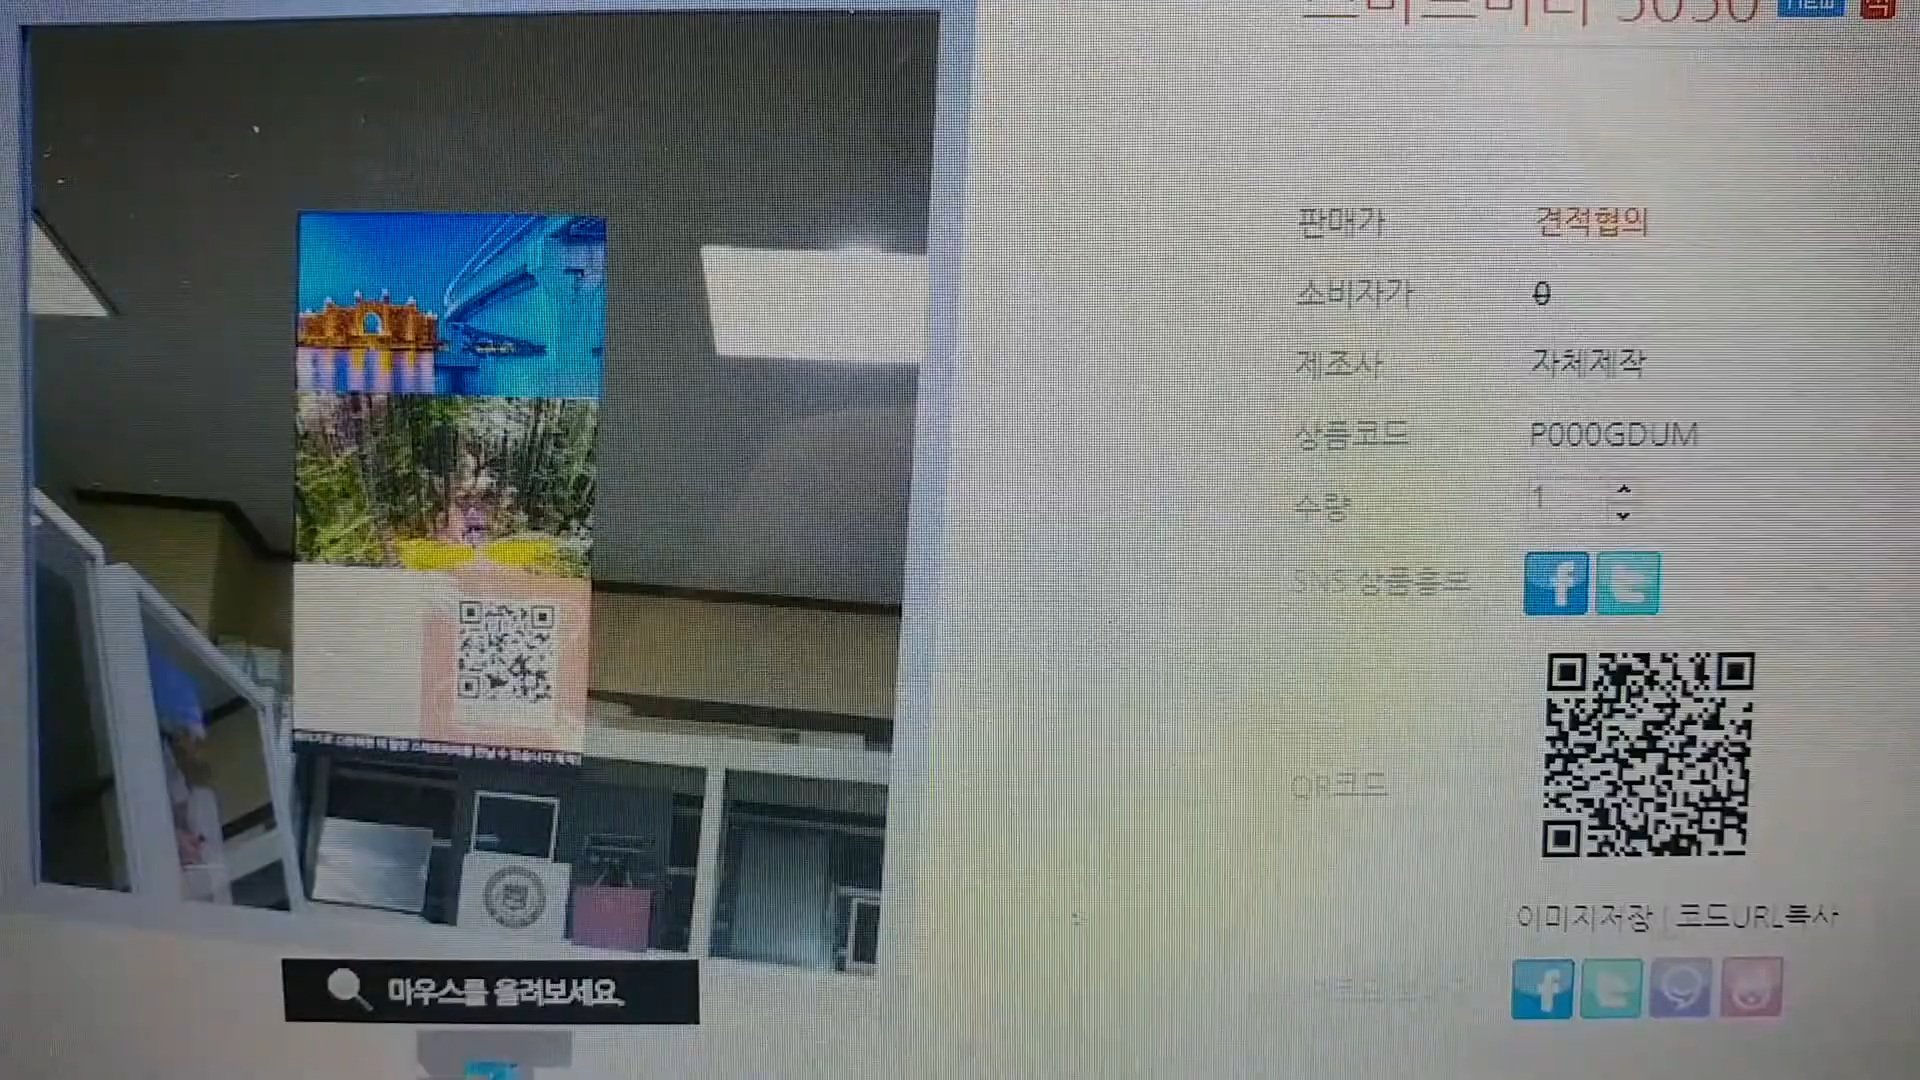 NEW
판매가 견적협의
소비자가 0
제조사 자체제작
상품코드 P000GDUM
수량 1
SNS 상품홍보
QR코드
이미지저장 | 코드URL복사
마우스를 올려보세요.